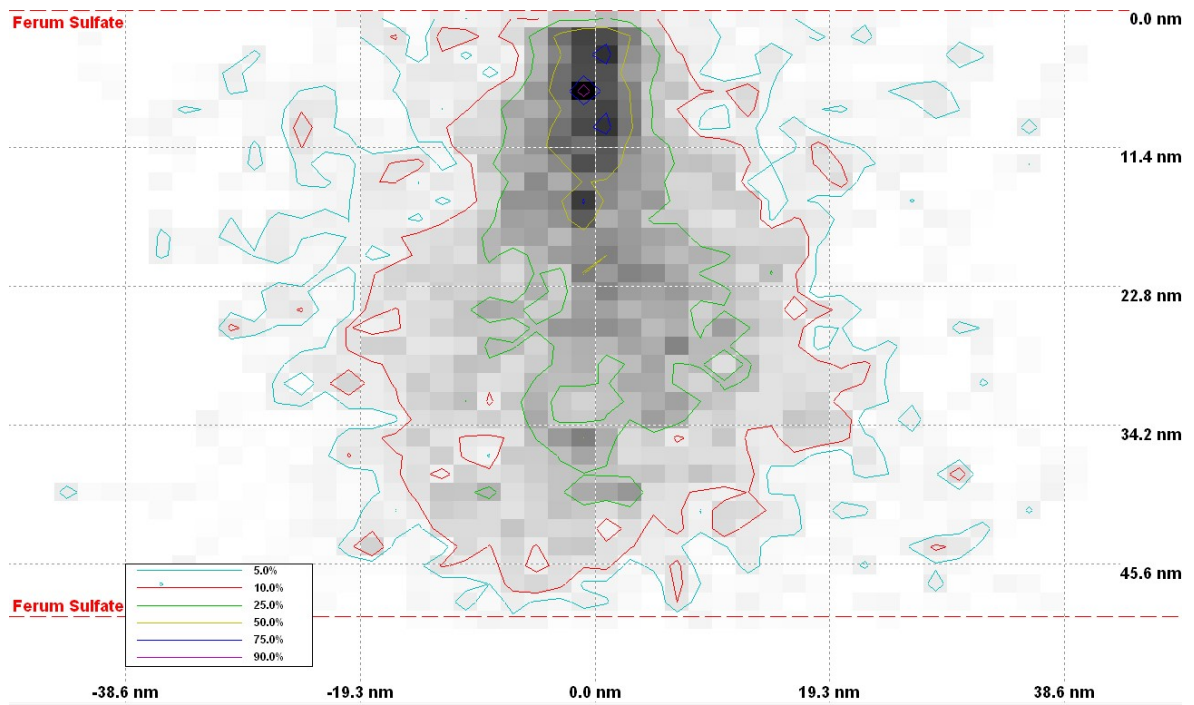 Ferum Sulfate
0.0 nm
11.4 nm
22.8 nm
34.2 nm
45.6 nm
5.0%
10.0%
25.0%
50.0%
75.0%
90.0%
Ferum Sulfate
-38.6 nm
-19.3 nm
0.0 nm
19.3 nm
38.6 nm